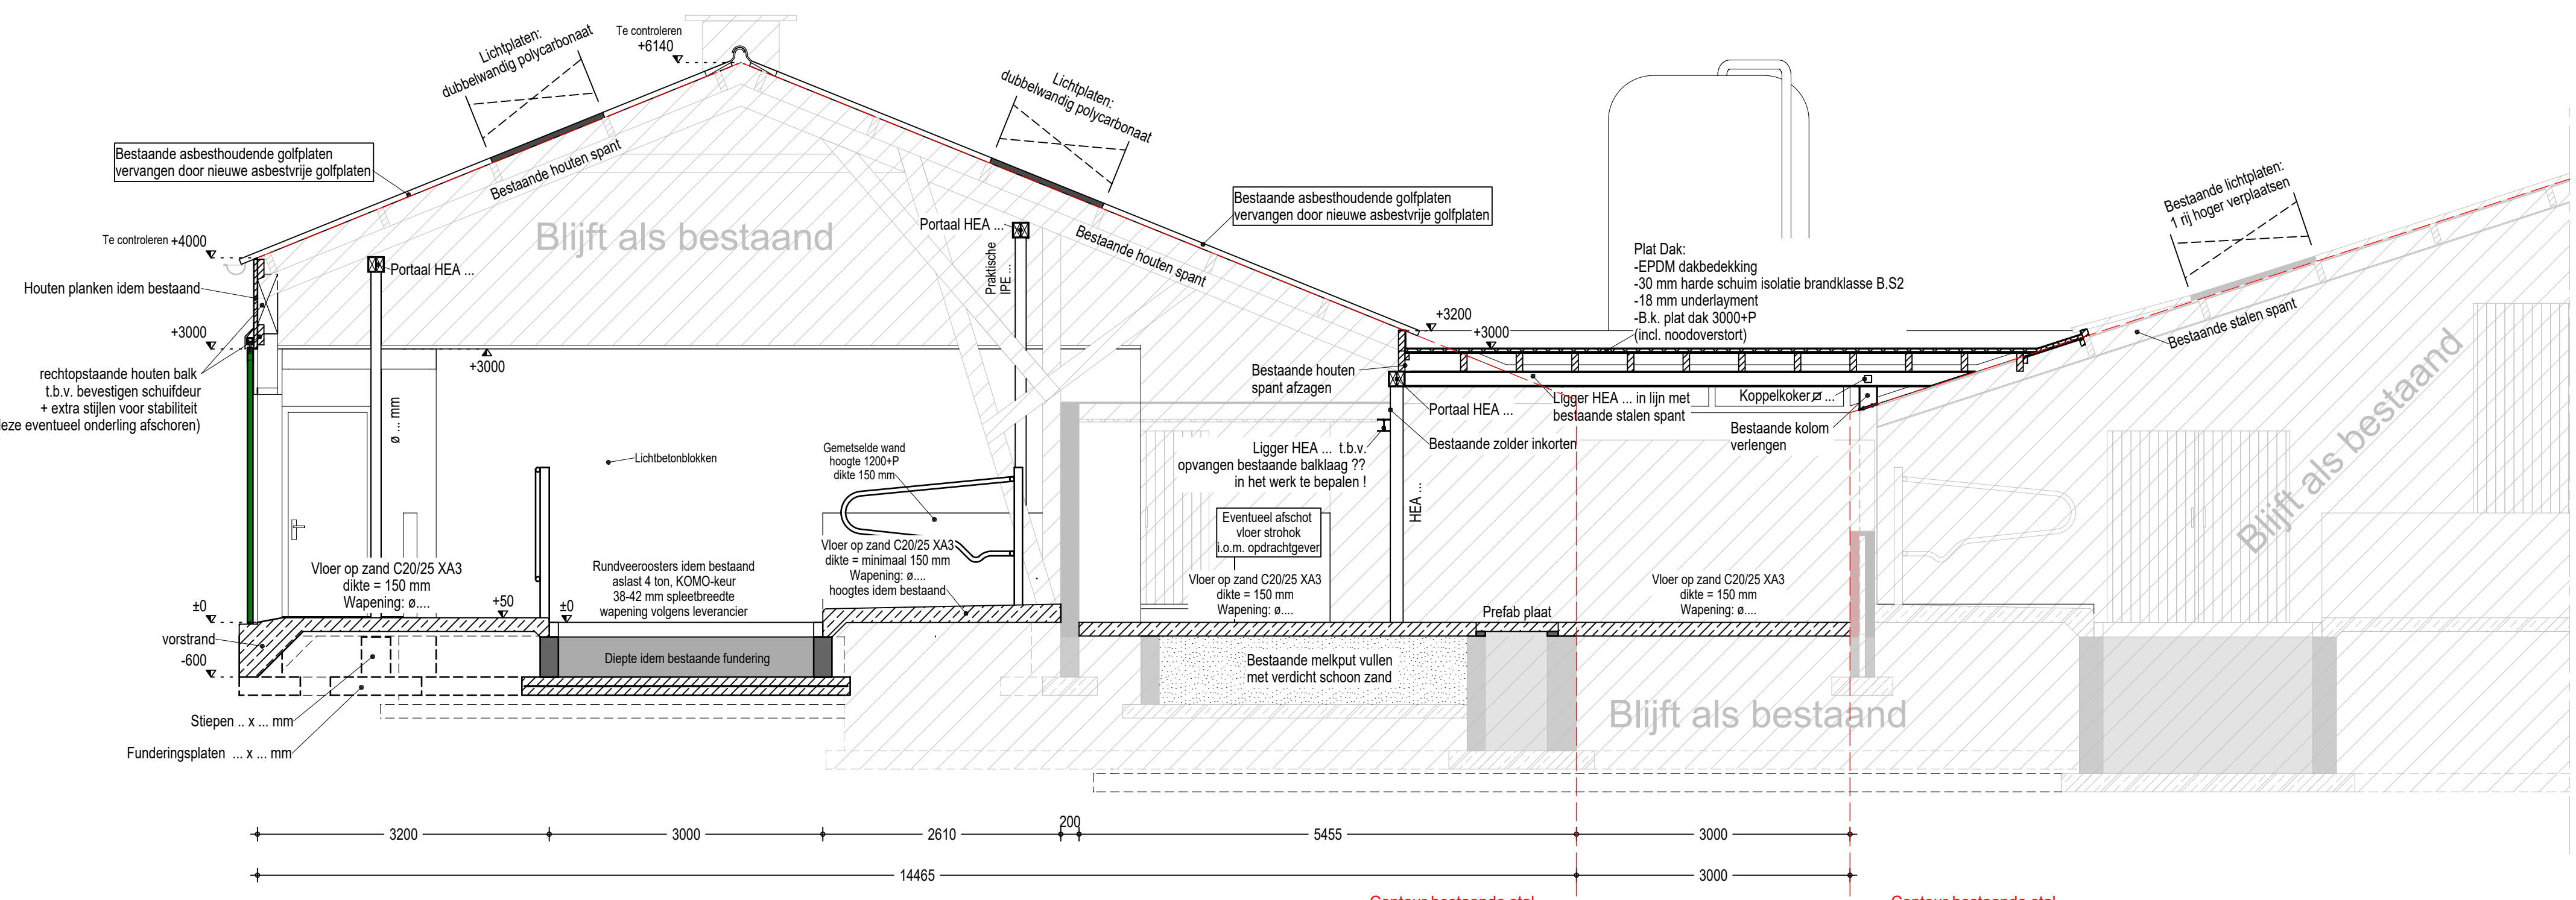 Lichtplaten:
dubbelwandig polycarbonaat
Te controleren
+6140
Lichtplaten:
dubbelwandig polycarbonaat
Bestaande asbesthoudende golfplaten
vervangen door nieuwe asbestvrije golfplaten
Bestaande houten spant
Bestaande asbesthoudende golfplaten
vervangen door nieuwe asbestvrije golfplaten
Bestaande lichtplaten:
1 rij hoger verplaatsen
Blijft als bestaand
Portaal HEA ...
Te controleren +4000
Portaal HEA ...
Praktische
IPE ...
Bestaande houten spant
Plat Dak:
-EPDM dakbedekking
-30 mm harde schuim isolatie brandklasse B.S2
-18 mm underlayment
-B.k. plat dak 3000+P
(incl. noodoverstort)
Houten planken idem bestaand
+3000
+3000
+3200
+3000
Bestaande stalen spant
rechtopstaande houten balk
t.b.v. bevestigen schuifdeur
+ extra stijlen voor stabiliteit
deze eventueel onderling afschoren)
ø ... mm
Bestaande houten
spant afzagen
Portaal HEA ...
Ligger HEA ... in lijn met
bestaande stalen spant
Koppelkoker ...
Bestaande kolom
verlengen
Bestaande zolder inkorten
Ligger HEA ... t.b.v.
opvangen bestaande balklaag ??
in het werk te bepalen !
HEA ...
Blijft als bestaand
Lichtbetonblokken
Gemetselde wand
hoogte 1200+P
dikte 150 mm
Eventueel afschot
vloer strohok
i.o.m. opdrachtgever
Vloer op zand C20/25 XA3
dikte = 150 mm
Wapening: ø....
Rundveeroosters idem bestaand
aslast 4 ton, KOMO-keur
38-42 mm spleetbreedte
wapening volgens leverancier
Vloer op zand C20/25 XA3
dikte = minimaal 150 mm
Wapening: ø....
hoogtes idem bestaand
Vloer op zand C20/25 XA3
dikte = 150 mm
Wapening: ø....
Vloer op zand C20/25 XA3
dikte = 150 mm
Wapening: ø....
±0
+50
±0
Prefab plaat
vorstrand
-600
Diepte idem bestaande fundering
Bestaande melkput vullen
met verdicht schoon zand
Blijft als bestaand
Stiepen .. x ... mm
Funderingsplaten ... x ... mm
3200
3000
2610
200
5455
3000
14465
3000
Contour bestaande stal
Contour bestaande stal